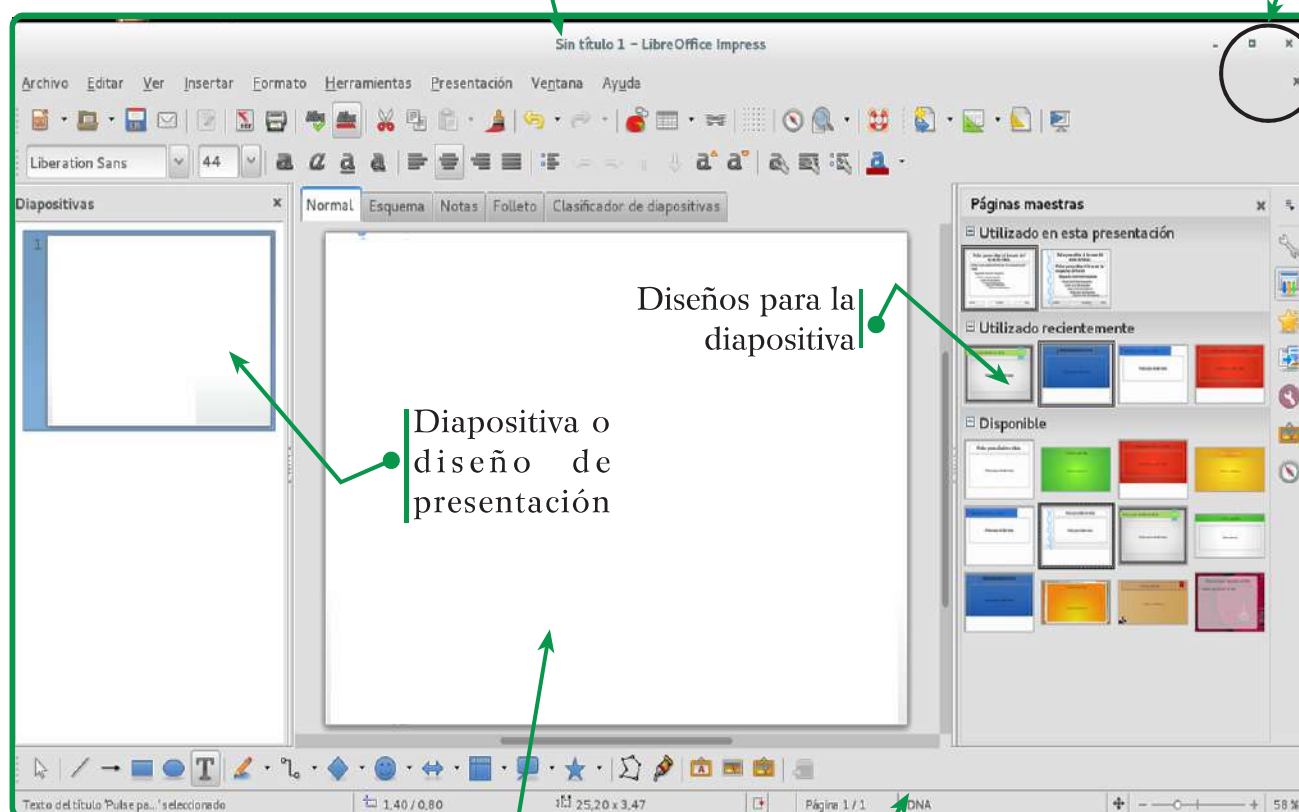 Sin título 1 – LibreOffice Impress
Archivo Editar Ver Insertar Formato Herramientas Presentación Ventana Ayuda
Liberation Sans 44
Diapositivas
Normal Esquema Notas Folleto Clasificador de diapositivas
Páginas maestras
Utilizado en esta presentación
1
Diseños para la
diapositiva
Utilizado recientemente
Diapositiva o
diseño de
presentación
Disponible
Texto del título 'Pulse pa...' seleccionado 1,40 / 0,80 25,20 x 3,47 Página 1 / 1 DNA 58 %